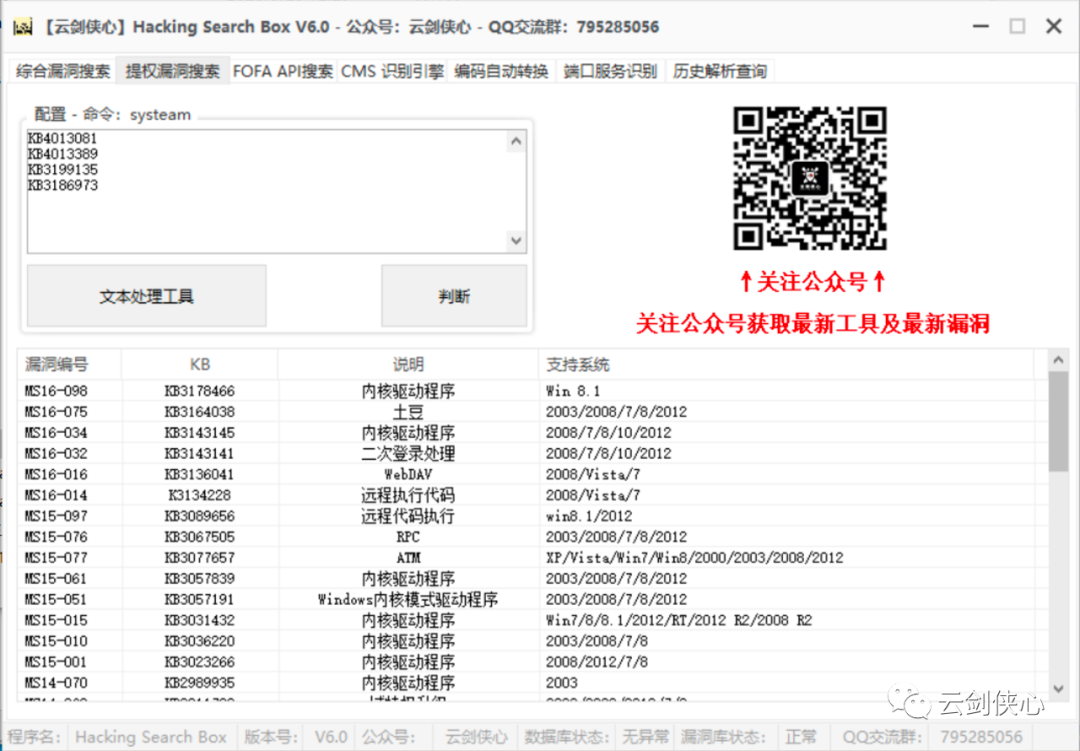 【云剑侠心】Hacking Search Box V6.0 - 公众号：云剑侠心 - QQ交流群：795285056
综合漏洞搜索 提权漏洞搜索 FOFA API搜索 CMS 识别引擎 编码自动转换 端口服务识别 历史解析查询
配置 - 命令：systeam
KB4013081
KB4013389
KB3199135
KB3186973
文本处理工具 判断
↑关注公众号↑
关注公众号获取最新工具及最新漏洞
漏洞编号 KB 说明 支持系统
MS16-098 KB3178466 内核驱动程序 Win 8.1
MS16-075 KB3164038 土豆 2003/2008/7/8/2012
MS16-034 KB3143145 内核驱动程序 2008/7/8/10/2012
MS16-032 KB3143141 二次登录处理 2008/7/8/10/2012
MS16-016 KB3136041 WebDAV 2008/Vista/7
MS16-014 K3134228 远程执行代码 2008/Vista/7
MS15-097 KB3089656 远程代码执行 win8.1/2012
MS15-076 KB3067505 RPC 2003/2008/7/8/2012
MS15-077 KB3077657 ATM XP/Vista/Win7/Win8/2000/2003/2008/2012
MS15-061 KB3057839 内核驱动程序 2003/2008/7/8/2012
MS15-051 KB3057191 Windows内核模式驱动程序 2003/2008/7/8/2012
MS15-015 KB3031432 内核驱动程序 Win7/8/8.1/2012/RT/2012 R2/2008 R2
MS15-010 KB3036220 内核驱动程序 2003/2008/7/8
MS15-001 KB3023266 内核驱动程序 2008/2012/7/8
MS14-070 KB2989935 内核驱动程序 2003
云剑侠心
程序名： Hacking Search Box 版本号： V6.0 公众号： 云剑侠心 数据库状态： 无异常 漏洞库状态： 正常 QQ交流群： 795285056